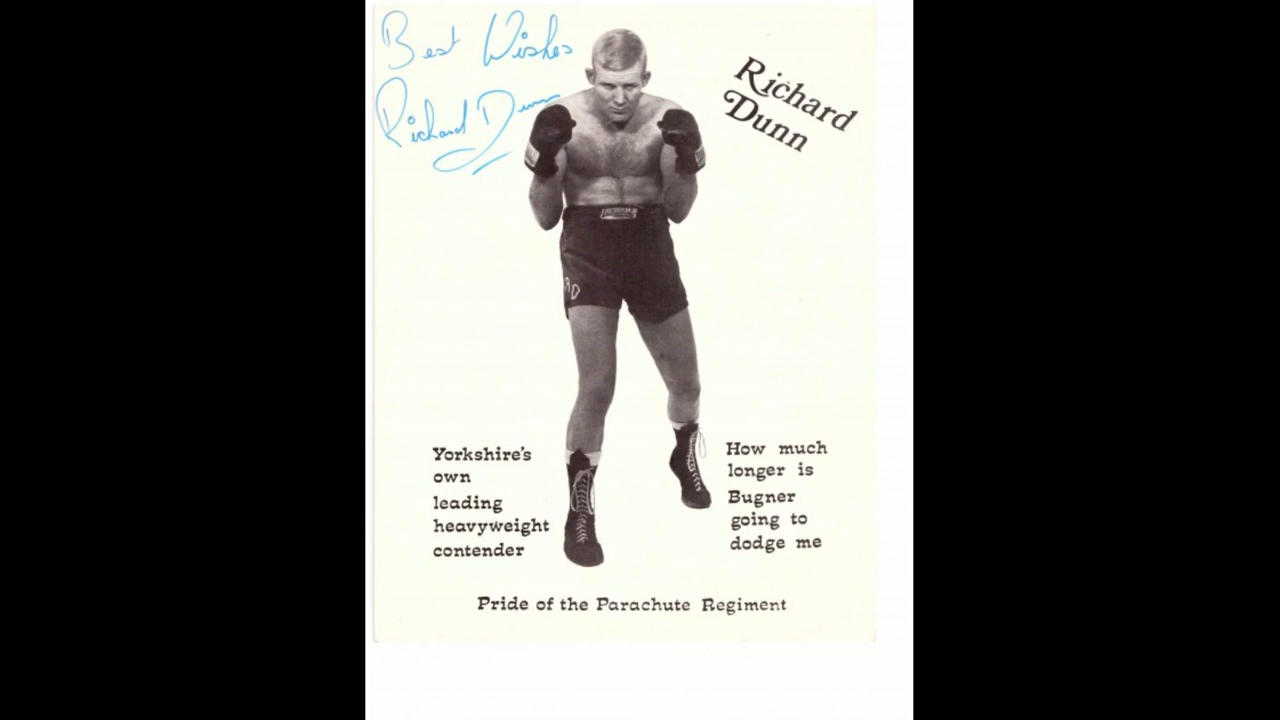 Best Wishes
Richard Dunn
Richard
Dunn
Yorkshire's
own
leading
heavyweight
contender
How much
longer is
Bugner
going to
dodge me
Pride of the Parachute Regiment